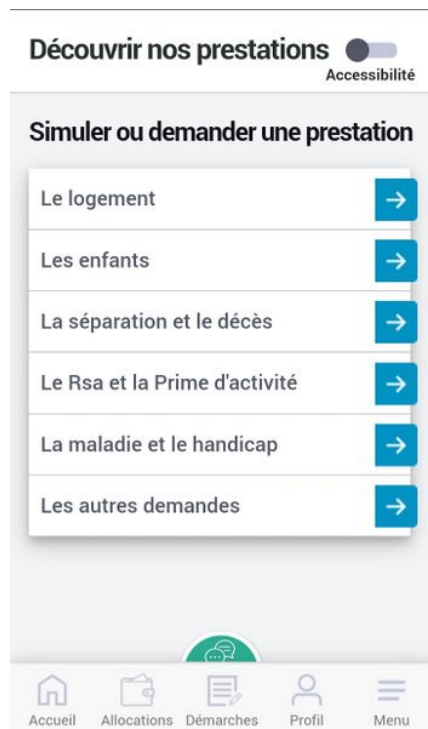 Découvrir nos prestations
Accessibilité
Simuler ou demander une prestation
Le logement
Les enfants
La séparation et le décès
Le Rsa et la Prime d'activité
La maladie et le handicap
Les autres demandes
Accueil Allocations Démarches Profil Menu